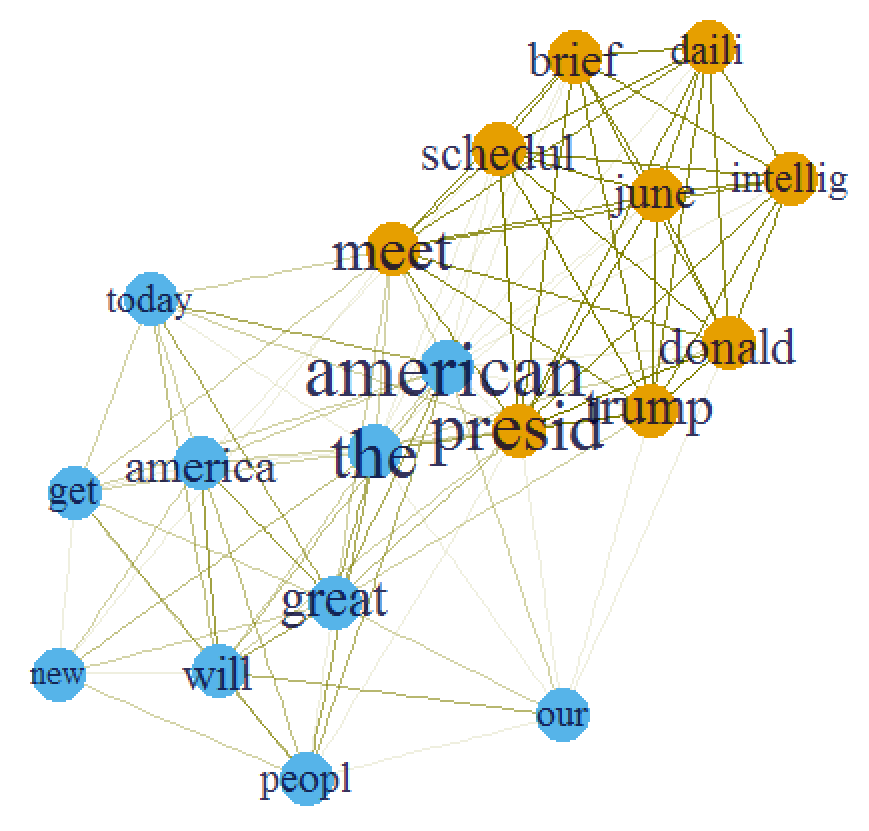 brief
daili
schedul
june
intellig
meet
today
american
donald
presid
trump
the
america
get
great
new
will
our
peopl